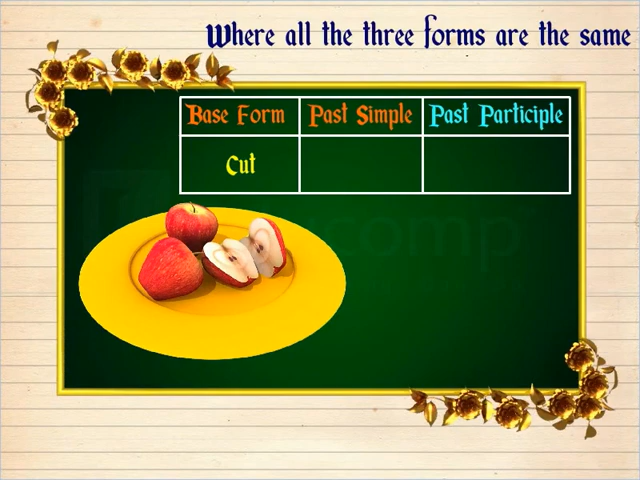 Where all the three forms are the same
Base Form Past Simple Past Participle
Cut